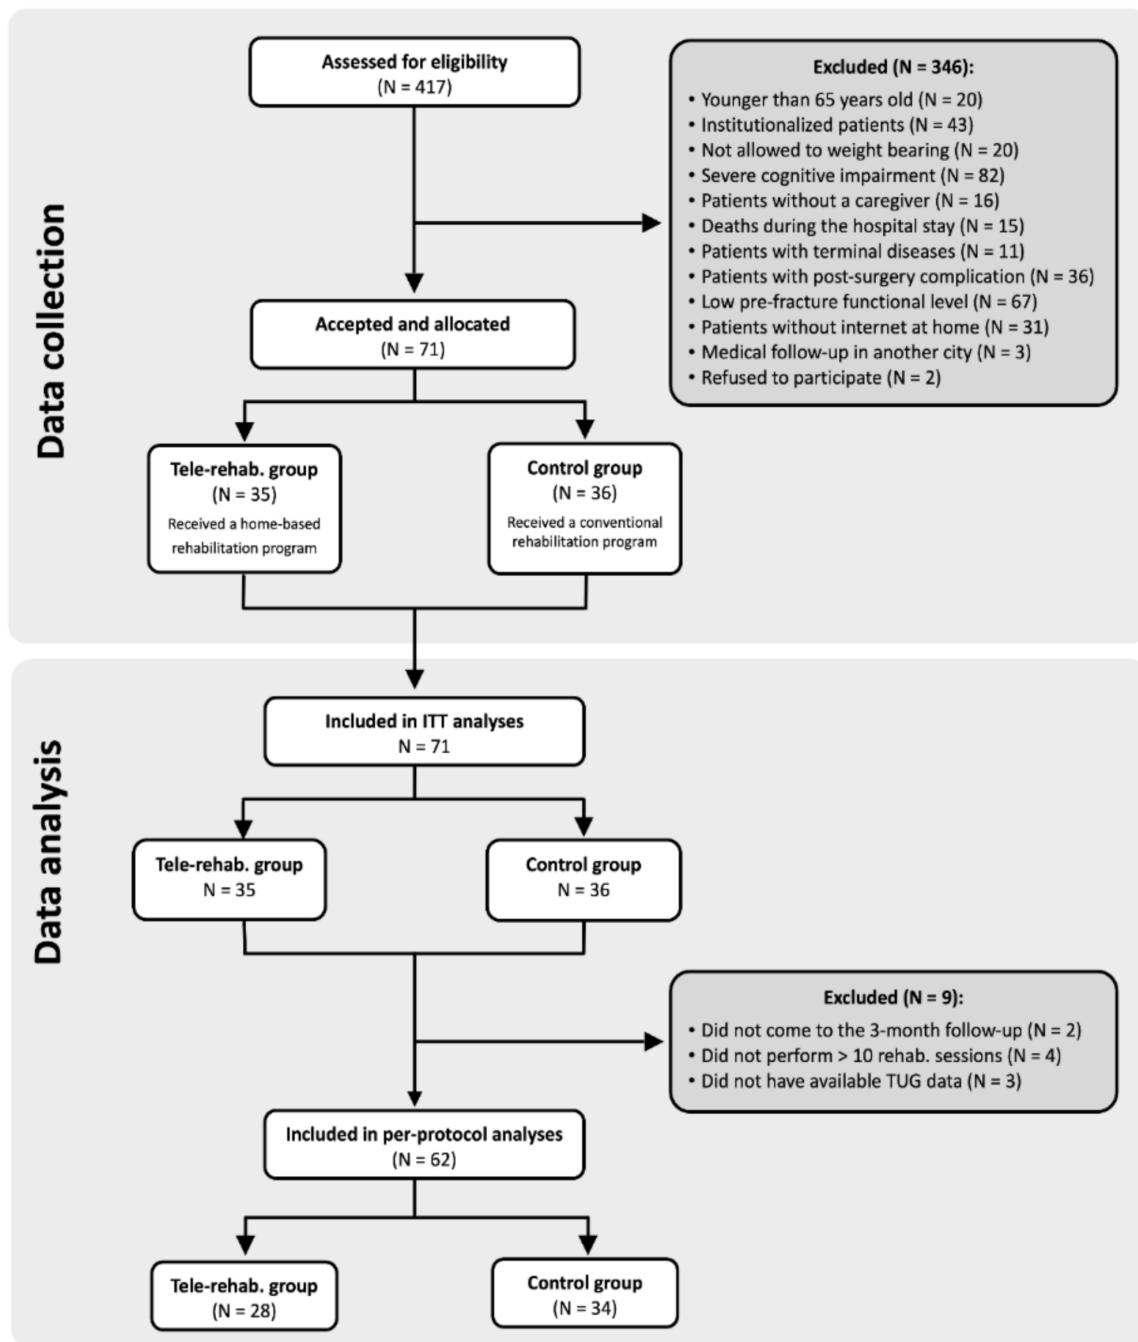 Data collection
Assessed for eligibility
(N = 417)
Excluded (N = 346):
• Younger than 65 years old (N = 20)
• Institutionalized patients (N = 43)
• Not allowed to weight bearing (N = 20)
• Severe cognitive impairment (N = 82)
• Patients without a caregiver (N = 16)
• Deaths during the hospital stay (N = 15)
• Patients with terminal diseases (N = 11)
• Patients with post-surgery complication (N = 36)
• Low pre-fracture functional level (N = 67)
• Patients without internet at home (N = 31)
• Medical follow-up in another city (N = 3)
• Refused to participate (N = 2)
Accepted and allocated
(N = 71)
Tele-rehab. group
(N = 35)
Received a home-based
rehabilitation program
Control group
(N = 36)
Received a conventional
rehabilitation program
Data analysis
Included in ITT analyses
N = 71
Tele-rehab. group
N = 35
Control group
N = 36
Excluded (N = 9):
• Did not come to the 3-month follow-up (N = 2)
• Did not perform > 10 rehab. sessions (N = 4)
• Did not have available TUG data (N = 3)
Included in per-protocol analyses
(N = 62)
Tele-rehab. group
(N = 28)
Control group
(N = 34)